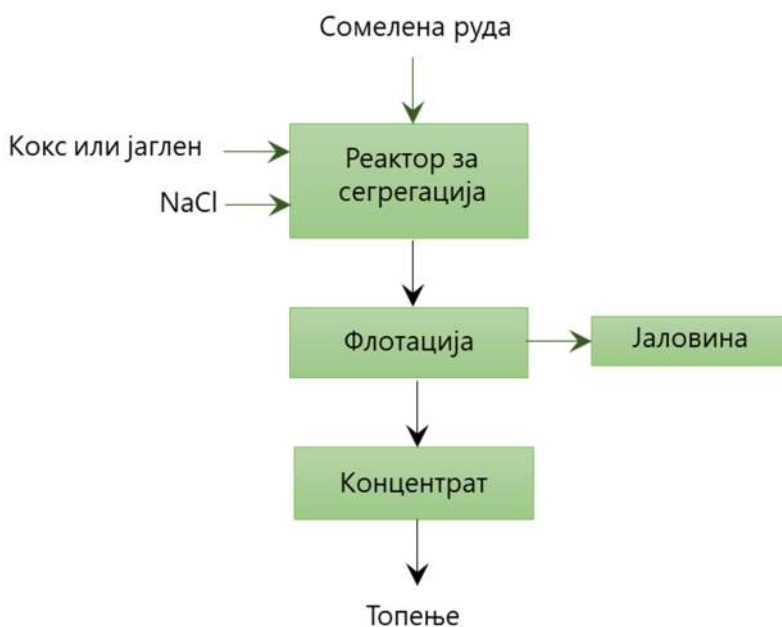 Сомелена руда
Кокс или јаглен
NaCl
Реактор за
сегрегација
Флотација
Јаловина
Концентрат
Топење